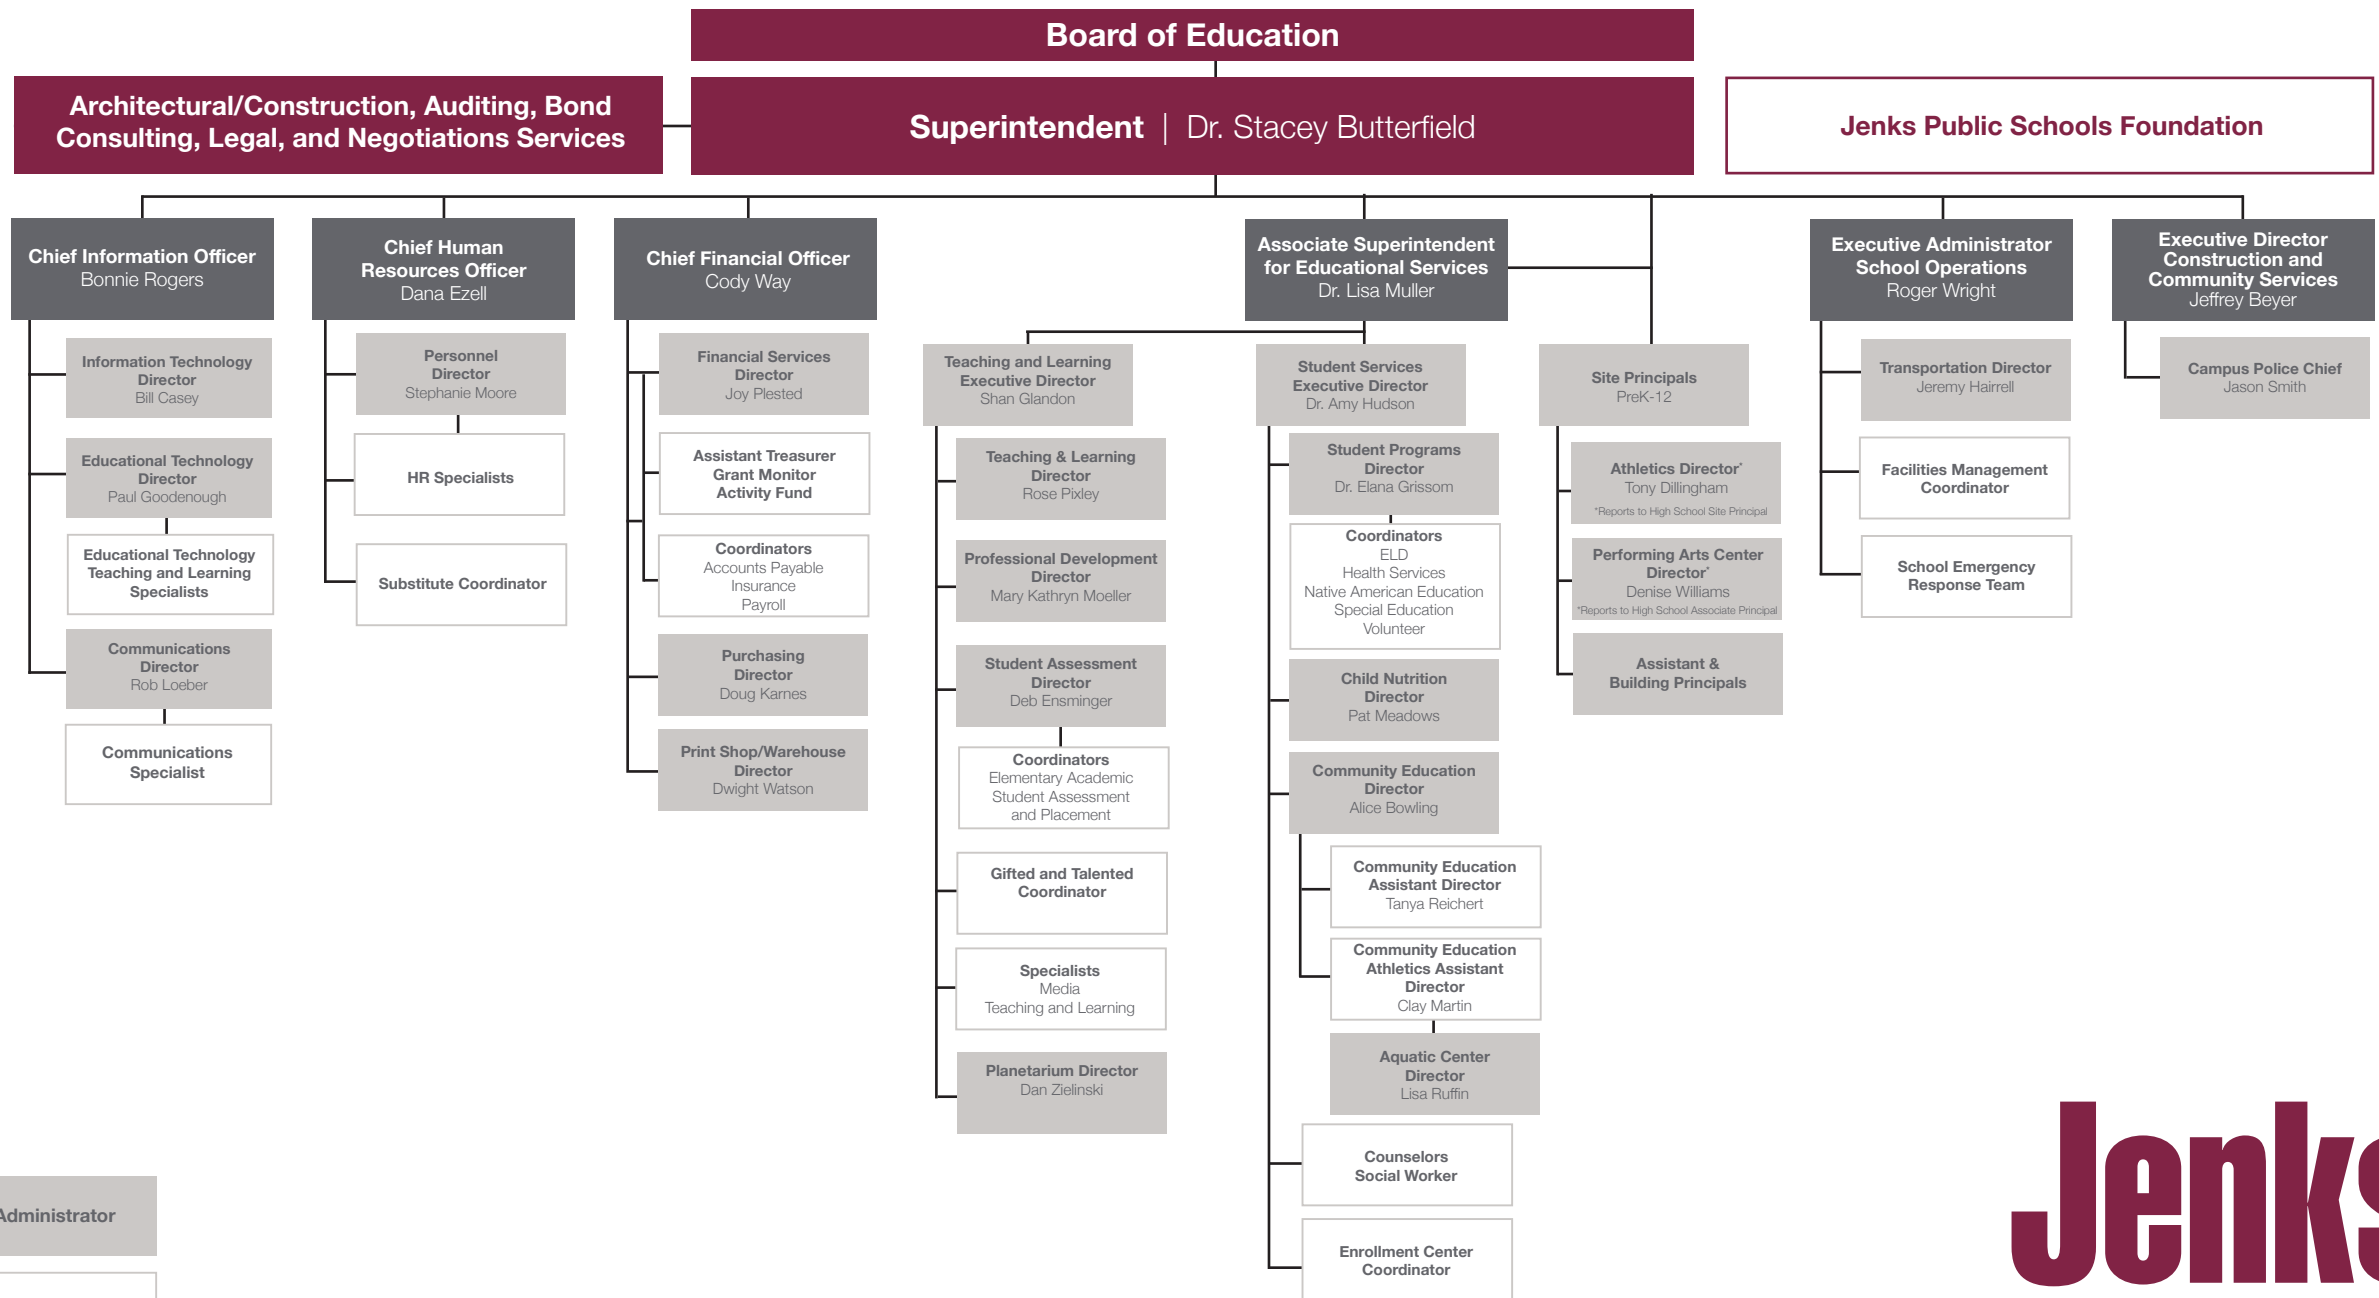 Board of Education
Architectural/Construction, Auditing, Bond
Consulting, Legal, and Negotiations Services
Superintendent | Dr. Stacey Butterfield
Jenks Public Schools Foundation
Chief Information Officer
Bonnie Rogers
Information Technology
Director
Bill Casey
Educational Technology
Director
Paul Goodenough
Educational Technology
Teaching and Learning
Specialists
Communications
Director
Rob Loeber
Communications
Specialist
Chief Human
Resources Officer
Dana Ezell
Personnel
Director
Stephanie Moore
HR Specialists
Substitute Coordinator
Chief Financial Officer
Cody Way
Financial Services
Director
Joy Plested
Assistant Treasurer
Grant Monitor
Activity Fund
Coordinators
Accounts Payable
Insurance
Payroll
Purchasing
Director
Doug Karnes
Print Shop/Warehouse
Director
Dwight Watson
Associate Superintendent
for Educational Services
Dr. Lisa Muller
Teaching and Learning
Executive Director
Shan Glandon
Teaching & Learning
Director
Rose Pixley
Professional Development
Director
Mary Kathryn Moeller
Student Assessment
Director
Deb Ensminger
Coordinators
Elementary Academic
Student Assessment
and Placement
Gifted and Talented
Coordinator
Specialists
Media
Teaching and Learning
Planetarium Director
Dan Zielinski
Student Services
Executive Director
Dr. Amy Hudson
Student Programs
Director
Dr. Elana Grissom
Coordinators
ELD
Health Services
Native American Education
Special Education
Volunteer
Child Nutrition
Director
Pat Meadows
Community Education
Director
Alice Bowling
Community Education
Assistant Director
Tanya Reichert
Community Education
Athletics Assistant
Director
Clay Martin
Aquatic Center
Director
Lisa Ruffin
Counselors
Social Worker
Enrollment Center
Coordinator
Site Principals
PreK-12
Athletics Director*
Tony Dillingham
*Reports to High School Site Principal
Performing Arts Center
Director*
Denise Williams
*Reports to High School Associate Principal
Assistant &
Building Principals
Executive Administrator
School Operations
Roger Wright
Transportation Director
Jeremy Hairrell
Facilities Management
Coordinator
School Emergency
Response Team
Executive Director
Construction and
Community Services
Jeffrey Beyer
Campus Police Chief
Jason Smith
Administrator
Jenks